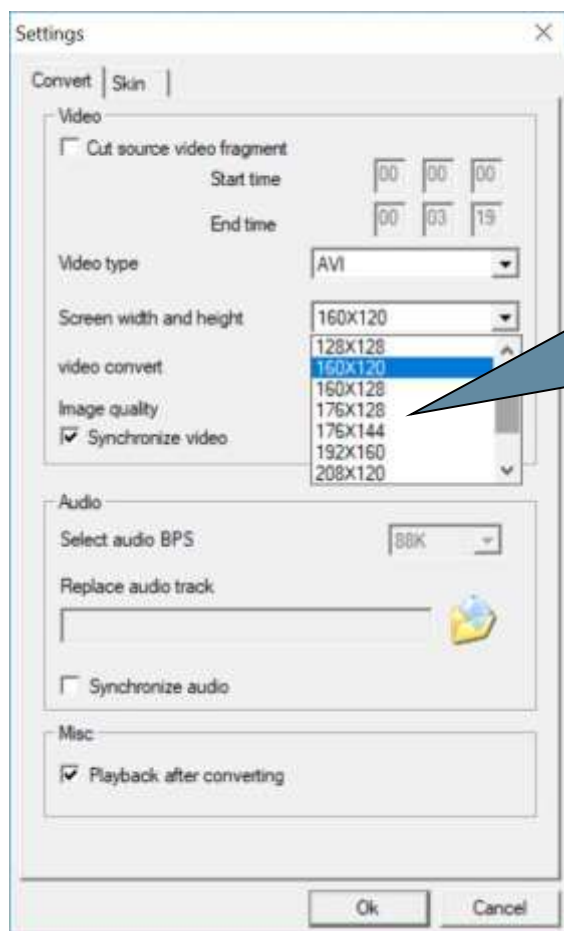 Settings
Convert Skin
Video
Cut source video fragment
Start time 00 00 00
End time 00 03 19
Video type AVI
Screen width and height 160X120
128X128
video convert 160X120
160X128
Image quality 176X128
Synchronize video 176X144
192X160
208X120
Audio
Select audio BPS 88K
Replace audio track
Synchronize audio
Misc
Playback after converting
Ok Cancel